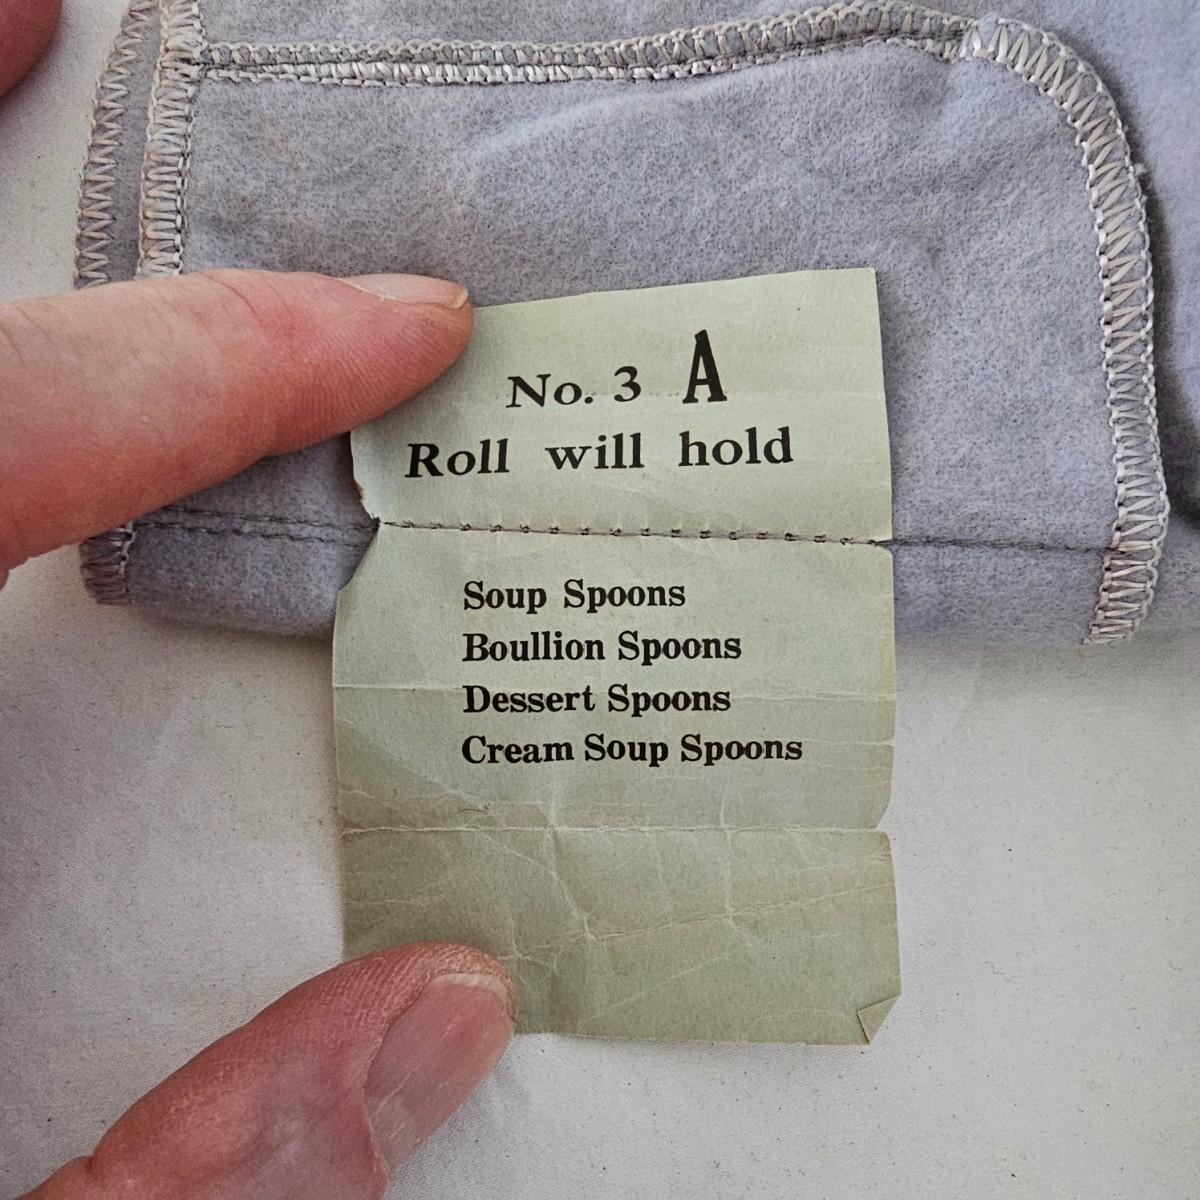 No. 3 A
Roll will hold
Soup Spoons
Boullion Spoons
Dessert Spoons
Cream Soup Spoons